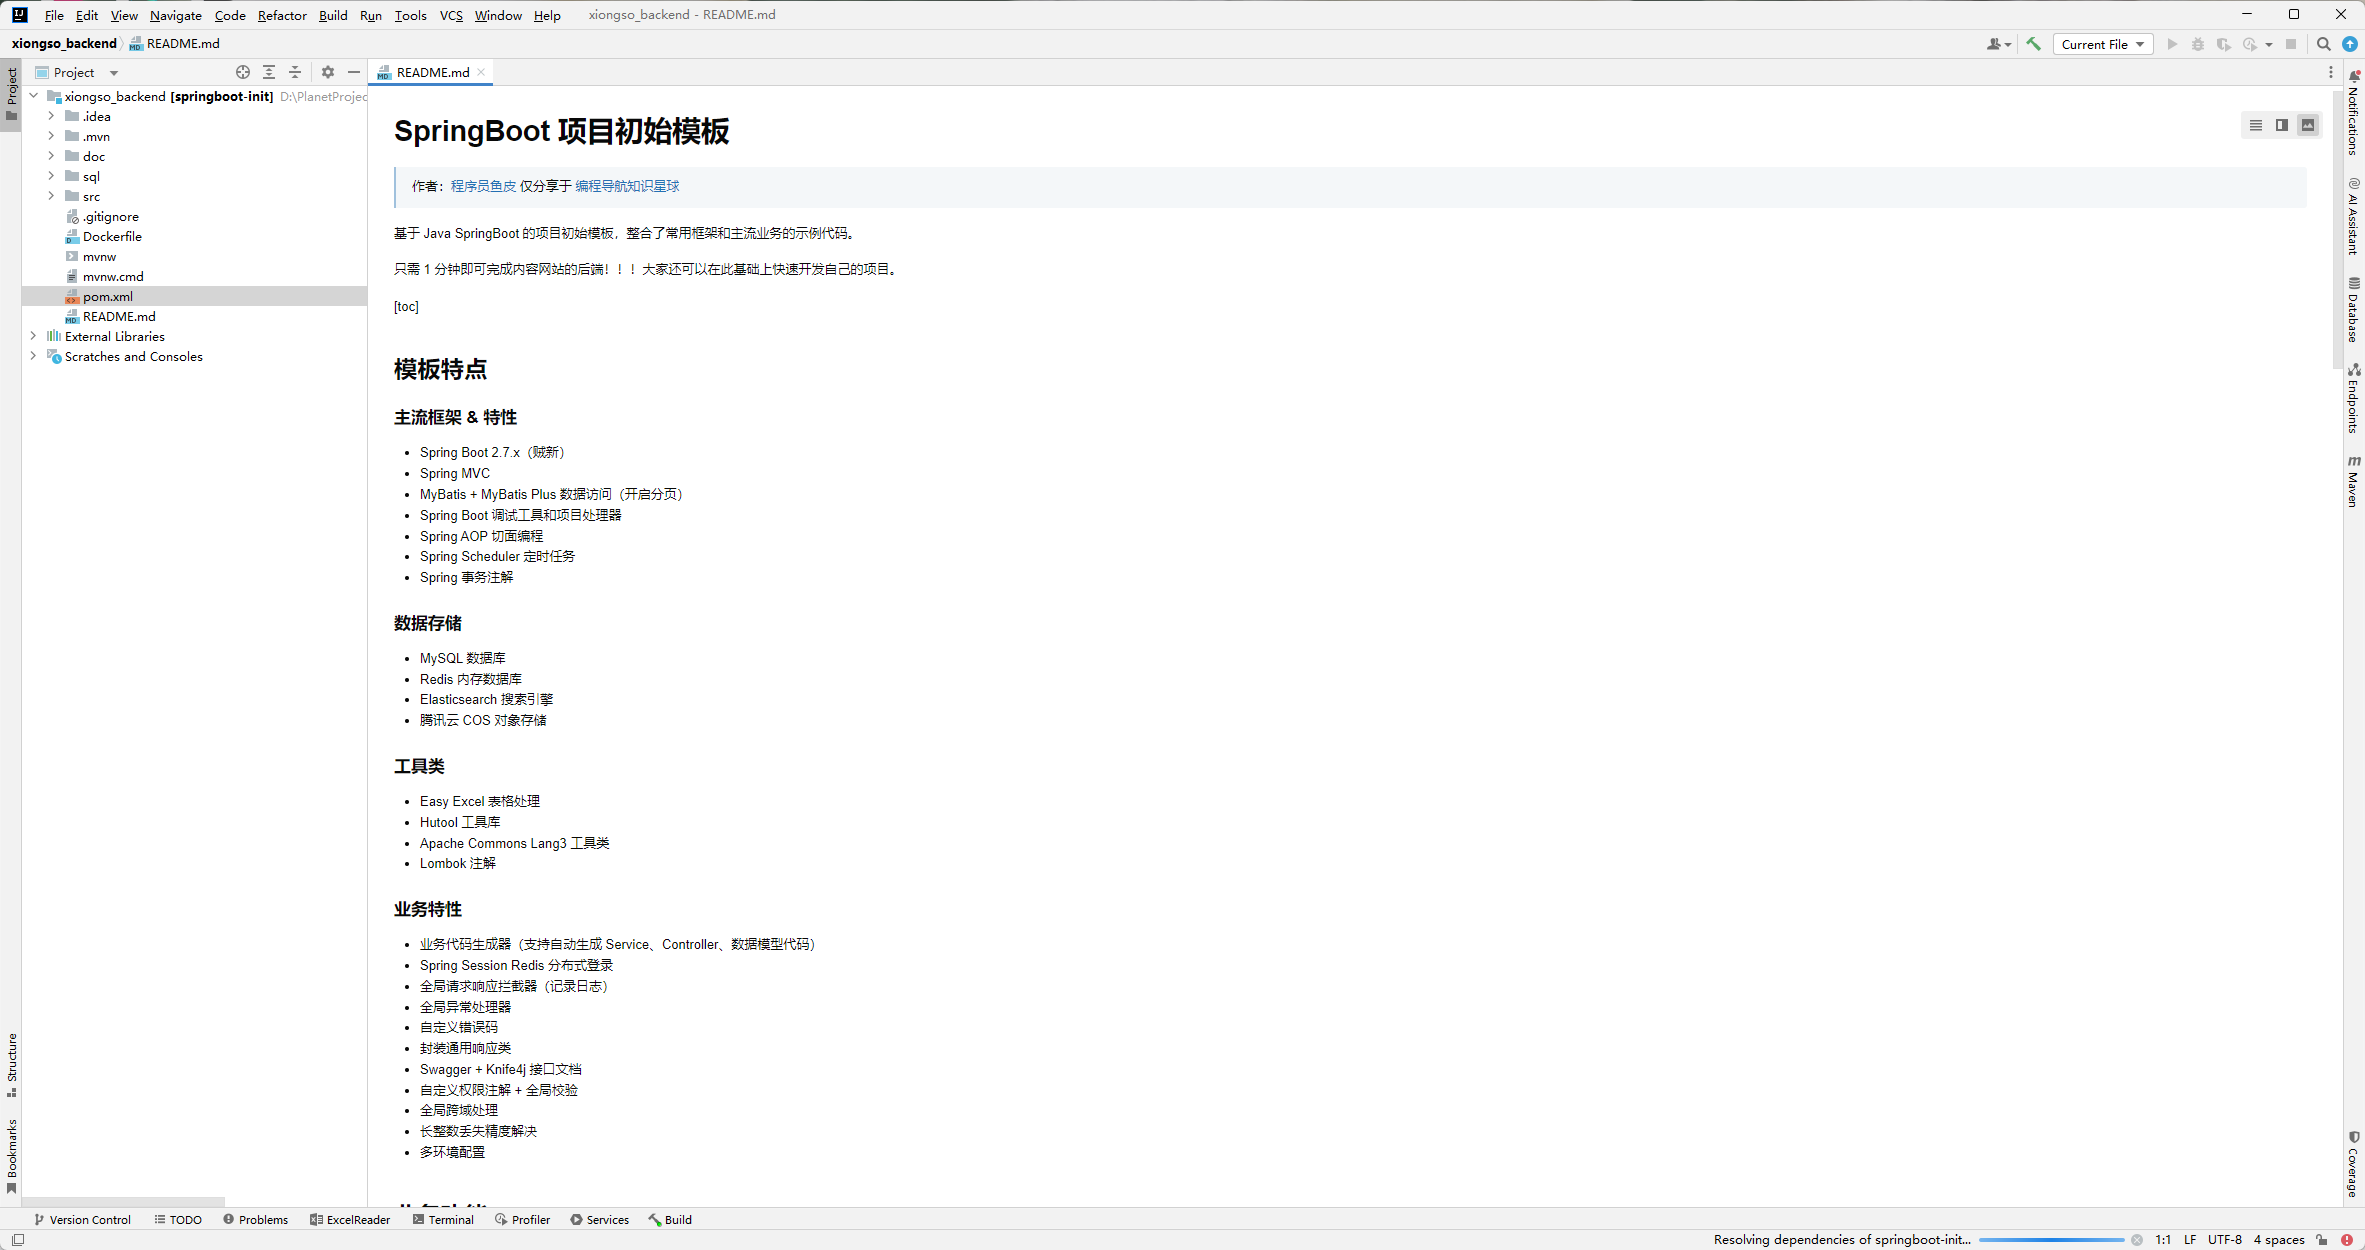 File Edit View Navigate Code Refactor Build Run Tools VCS Window Help xiongso_backend - README.md
xiongso_backend README.md
Current File
Project
README.md
xiongso_backend [springboot-init] D:\PlanetProjec
.idea
.mvn
doc
sql
src
.gitignore
Dockerfile
mvnw
mvnw.cmd
pom.xml
README.md
External Libraries
Scratches and Consoles
Project
Structure
Bookmarks
SpringBoot 项目初始模板
作者：程序员鱼皮 仅分享于 编程导航知识星球
基于 Java SpringBoot 的项目初始模板，整合了常用框架和主流业务的示例代码。
只需 1 分钟即可完成内容网站的后端！！！大家还可以在此基础上快速开发自己的项目。
[toc]
模板特点
主流框架 & 特性
Spring Boot 2.7.x（贼新）
Spring MVC
MyBatis + MyBatis Plus 数据访问（开启分页）
Spring Boot 调试工具和项目处理器
Spring AOP 切面编程
Spring Scheduler 定时任务
Spring 事务注解
数据存储
MySQL 数据库
Redis 内存数据库
Elasticsearch 搜索引擎
腾讯云 COS 对象存储
工具类
Easy Excel 表格处理
Hutool 工具库
Apache Commons Lang3 工具类
Lombok 注解
业务特性
业务代码生成器（支持自动生成 Service、Controller、数据模型代码）
Spring Session Redis 分布式登录
全局请求响应拦截器（记录日志）
全局异常处理器
自定义错误码
封装通用响应类
Swagger + Knife4j 接口文档
自定义权限注解 + 全局校验
全局跨域处理
长整数丢失精度解决
多环境配置
Notifications
AI Assistant
Database
Endpoints
Maven
Coverage
Version Control TODO Problems ExcelReader Terminal Profiler Services Build
Resolving dependencies of springboot-init... 1:1 LF UTF-8 4 spaces